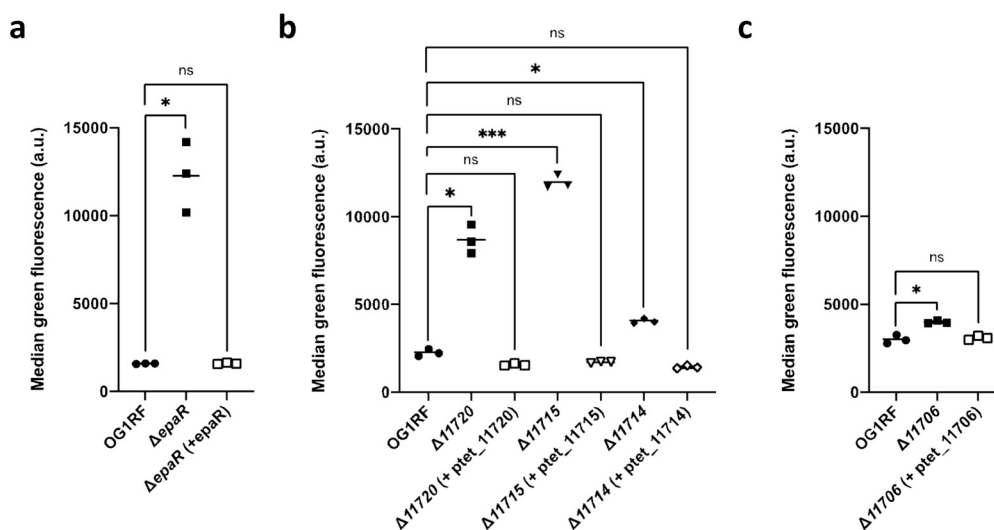 a
ns
*
Median green fluorescence (a.u.)
15000
10000
5000
0
OG1RF
ΔepaR
ΔepaR (+epaR)
b
ns
*
ns
***
ns
*
Median green fluorescence (a.u.)
15000
10000
5000
0
OG1RF
Δ11720
Δ11720 (+ ptet_11720)
Δ11715
Δ11715 (+ ptet_11715)
Δ11714
Δ11714 (+ ptet_11714)
c
ns
*
Median green fluorescence (a.u.)
15000
10000
5000
0
OG1RF
Δ11706
Δ11706 (+ ptet_11706)